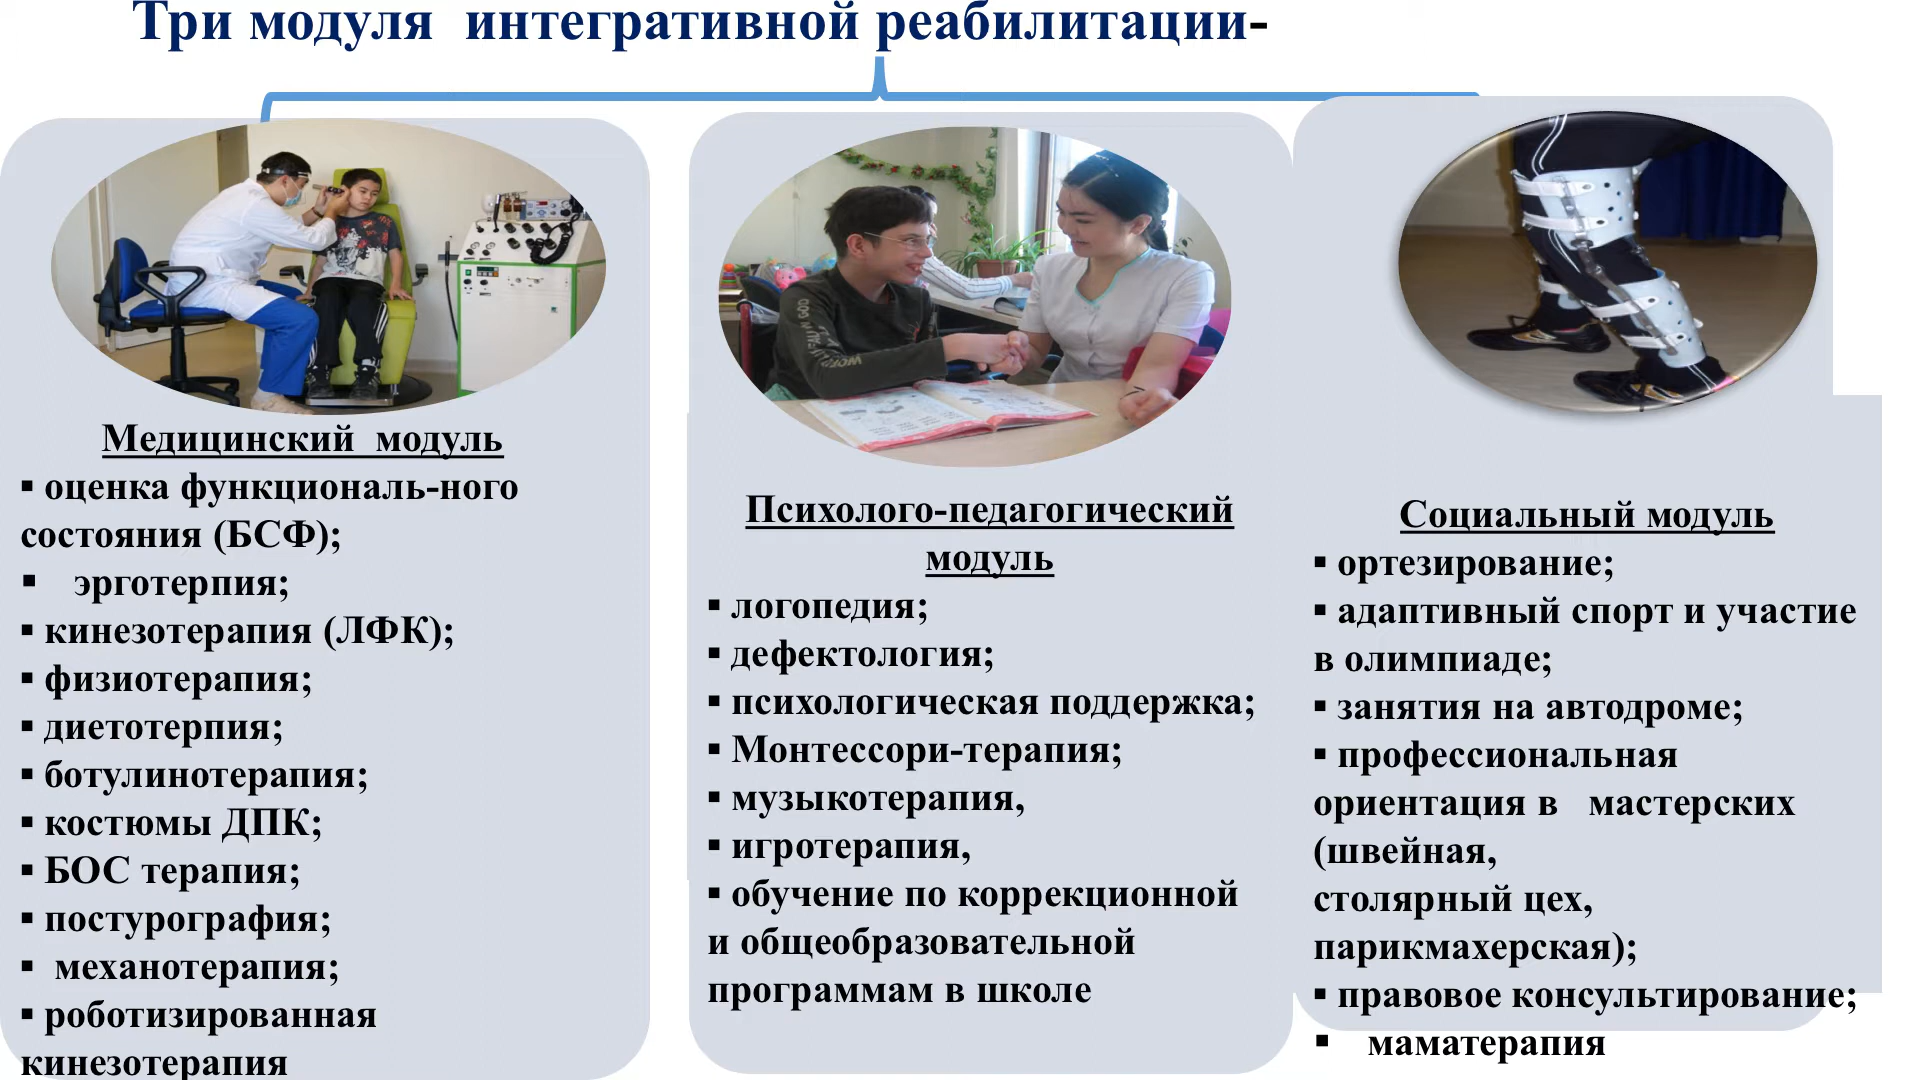 Три модуля интегративной реабилитации-
Медицинский модуль
▪ оценка функциональ-ного
состояния (БСФ);
▪ эрготерпия;
▪ кинезотерапия (ЛФК);
▪ физиотерапия;
▪ диетотерпия;
▪ ботулинотерапия;
▪ костюмы ДПК;
▪ БОС терапия;
▪ постурография;
▪ механотерапия;
▪ роботизированная
кинезотерапия
Психолого-педагогический
модуль
▪ логопедия;
▪ дефектология;
▪ психологическая поддержка;
▪ Монтессори-терапия;
▪ музыкотерапия,
▪ игротерапия,
▪ обучение по коррекционной
и общеобразовательной
программам в школе
Социальный модуль
▪ ортезирование;
▪ адаптивный спорт и участие
в олимпиаде;
▪ занятия на автодроме;
▪ профессиональная
ориентация в мастерских
(швейная,
столярный цех,
парикмахерская);
▪ правовое консультирование;
▪ маматерапия